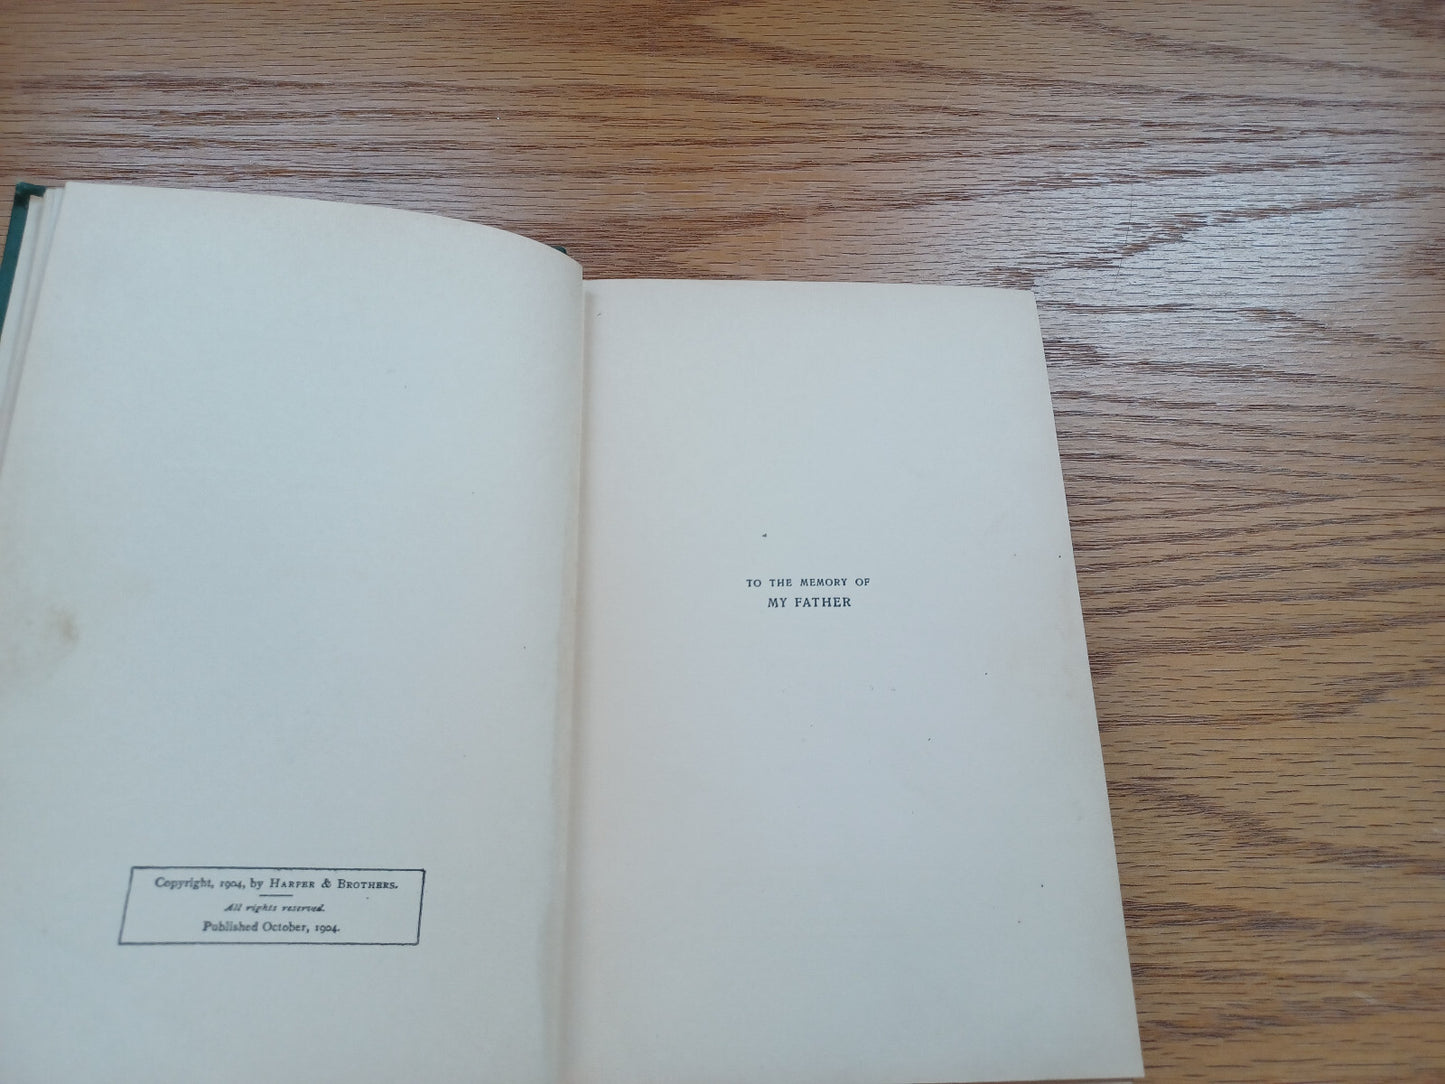 Copyright, 1904, by HARPER & BROTHERS.
All rights reserved.
Published October, 1904.
TO THE MEMORY OF
MY FATHER